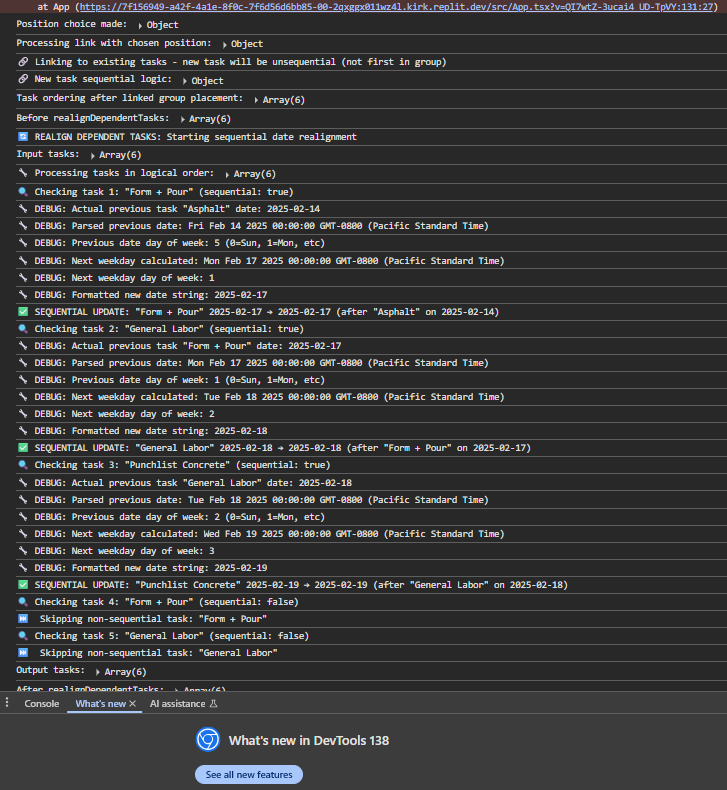 at App (https://7f156949-a42f-4a1e-8f0c-7f6d56d6bb85-00-2qxggx011wz4l.kirk.replit.dev/src/App.tsx?v=QI7wtZ-3ucai4_UD-TpVY:131:27)
Position choice made: ▸ Object
Processing link with chosen position: ▸ Object
🔗 Linking to existing tasks - new task will be unsequential (not first in group)
🔗 New task sequential logic: ▸ Object
Task ordering after linked group placement: ▸ Array(6)
Before realignDependentTasks: ▸ Array(6)
🔄 REALIGN DEPENDENT TASKS: Starting sequential date realignment
Input tasks: ▸ Array(6)
🔧 Processing tasks in logical order: ▸ Array(6)
🔍 Checking task 1: "Form + Pour" (sequential: true)
🔧 DEBUG: Actual previous task "Asphalt" date: 2025-02-14
🔧 DEBUG: Parsed previous date: Fri Feb 14 2025 00:00:00 GMT-0800 (Pacific Standard Time)
🔧 DEBUG: Previous date day of week: 5 (0=Sun, 1=Mon, etc)
🔧 DEBUG: Next weekday calculated: Mon Feb 17 2025 00:00:00 GMT-0800 (Pacific Standard Time)
🔧 DEBUG: Next weekday day of week: 1
🔧 DEBUG: Formatted new date string: 2025-02-17
✅ SEQUENTIAL UPDATE: "Form + Pour" 2025-02-17 → 2025-02-17 (after "Asphalt" on 2025-02-14)
🔍 Checking task 2: "General Labor" (sequential: true)
🔧 DEBUG: Actual previous task "Form + Pour" date: 2025-02-17
🔧 DEBUG: Parsed previous date: Mon Feb 17 2025 00:00:00 GMT-0800 (Pacific Standard Time)
🔧 DEBUG: Previous date day of week: 1 (0=Sun, 1=Mon, etc)
🔧 DEBUG: Next weekday calculated: Tue Feb 18 2025 00:00:00 GMT-0800 (Pacific Standard Time)
🔧 DEBUG: Next weekday day of week: 2
🔧 DEBUG: Formatted new date string: 2025-02-18
✅ SEQUENTIAL UPDATE: "General Labor" 2025-02-18 → 2025-02-18 (after "Form + Pour" on 2025-02-17)
🔍 Checking task 3: "Punchlist Concrete" (sequential: true)
🔧 DEBUG: Actual previous task "General Labor" date: 2025-02-18
🔧 DEBUG: Parsed previous date: Tue Feb 18 2025 00:00:00 GMT-0800 (Pacific Standard Time)
🔧 DEBUG: Previous date day of week: 2 (0=Sun, 1=Mon, etc)
🔧 DEBUG: Next weekday calculated: Wed Feb 19 2025 00:00:00 GMT-0800 (Pacific Standard Time)
🔧 DEBUG: Next weekday day of week: 3
🔧 DEBUG: Formatted new date string: 2025-02-19
✅ SEQUENTIAL UPDATE: "Punchlist Concrete" 2025-02-19 → 2025-02-19 (after "General Labor" on 2025-02-18)
🔍 Checking task 4: "Form + Pour" (sequential: false)
⏭️ Skipping non-sequential task: "Form + Pour"
🔍 Checking task 5: "General Labor" (sequential: false)
⏭️ Skipping non-sequential task: "General Labor"
Output tasks: ▸ Array(6)
After realignDependentTasks: ▸ Array(6)
Console What's new × AI assistance
What's new in DevTools 138
See all new features